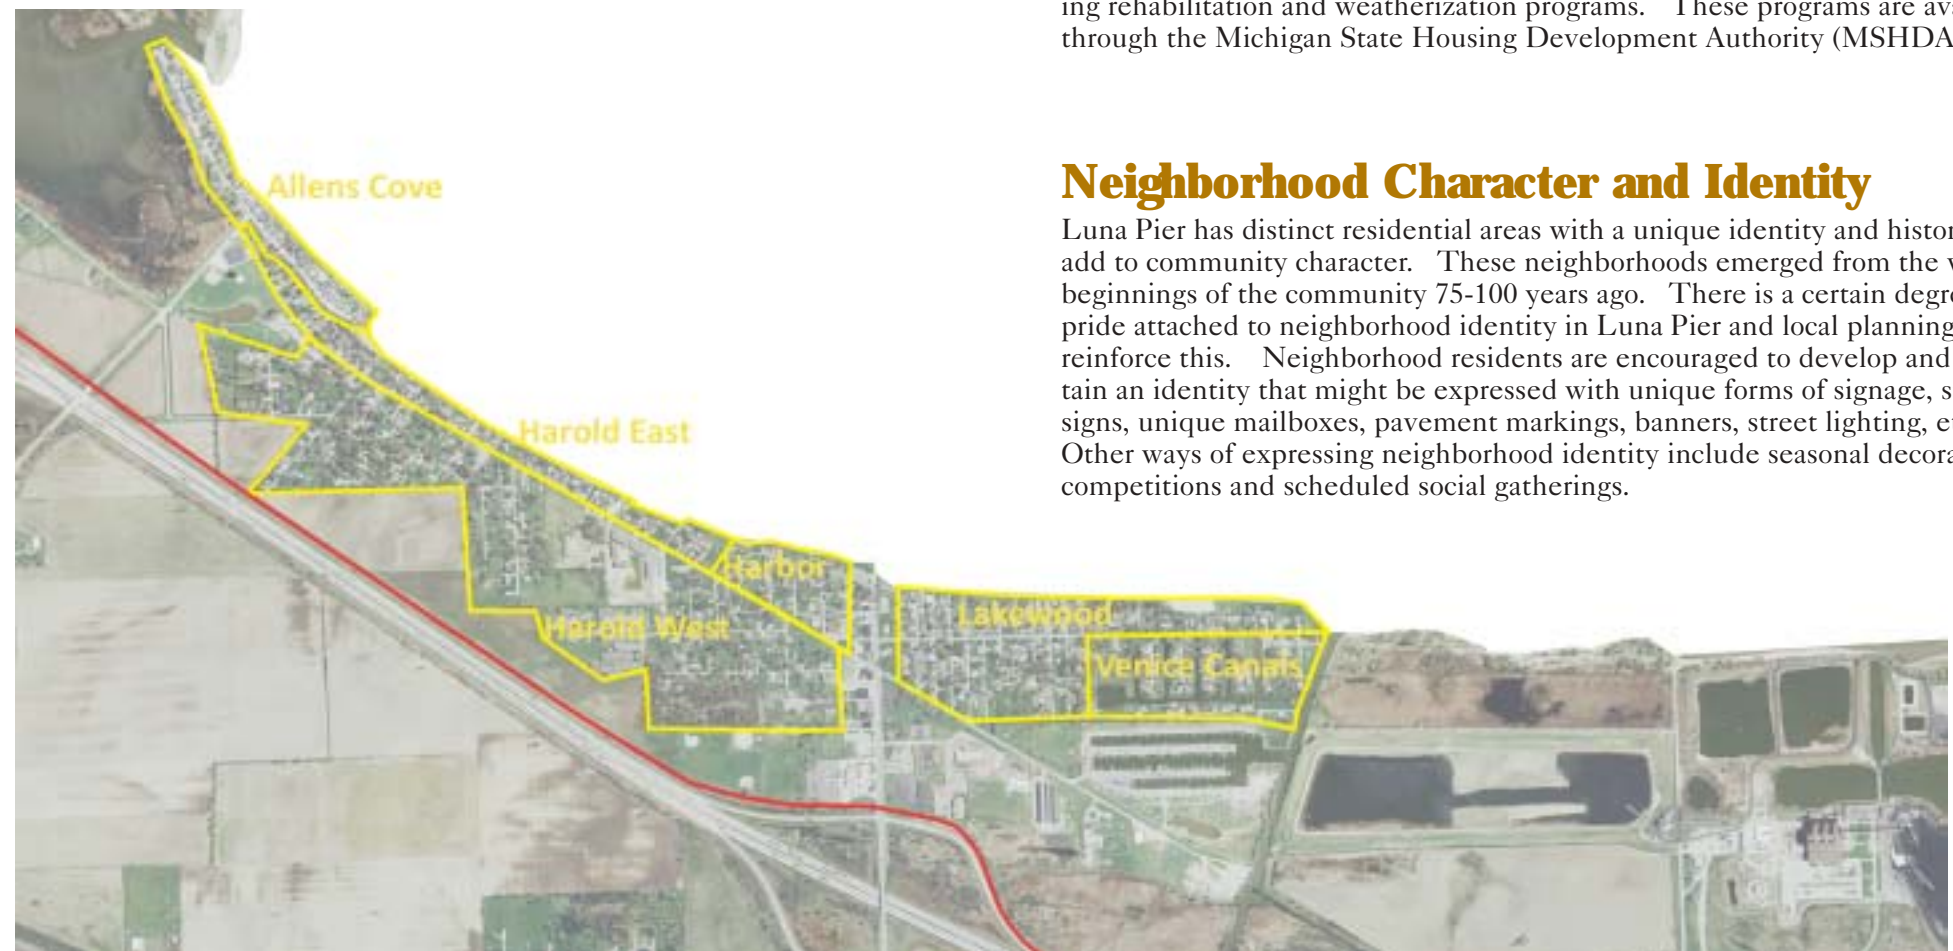 ing rehabilitation and weatherization programs. These programs are
through the Michigan State Housing Development Authority (MSHDA
Neighborhood Character and Identity
Luna Pier has distinct residential areas with a unique identity and
add to community character. These neighborhoods emerged from the
beginnings of the community 75-100 years ago. There is a certain
pride attached to neighborhood identity in Luna Pier and local planning
reinforce this. Neighborhood residents are encouraged to develop and
tain an identity that might be expressed with unique forms of signage,
signs, unique mailboxes, pavement markings, banners, street lighting,
Other ways of expressing neighborhood identity include seasonal
competitions and scheduled social gatherings.
Allens Cove
Harold East
Harbor
Harold West
Lakewood
Venice Canals